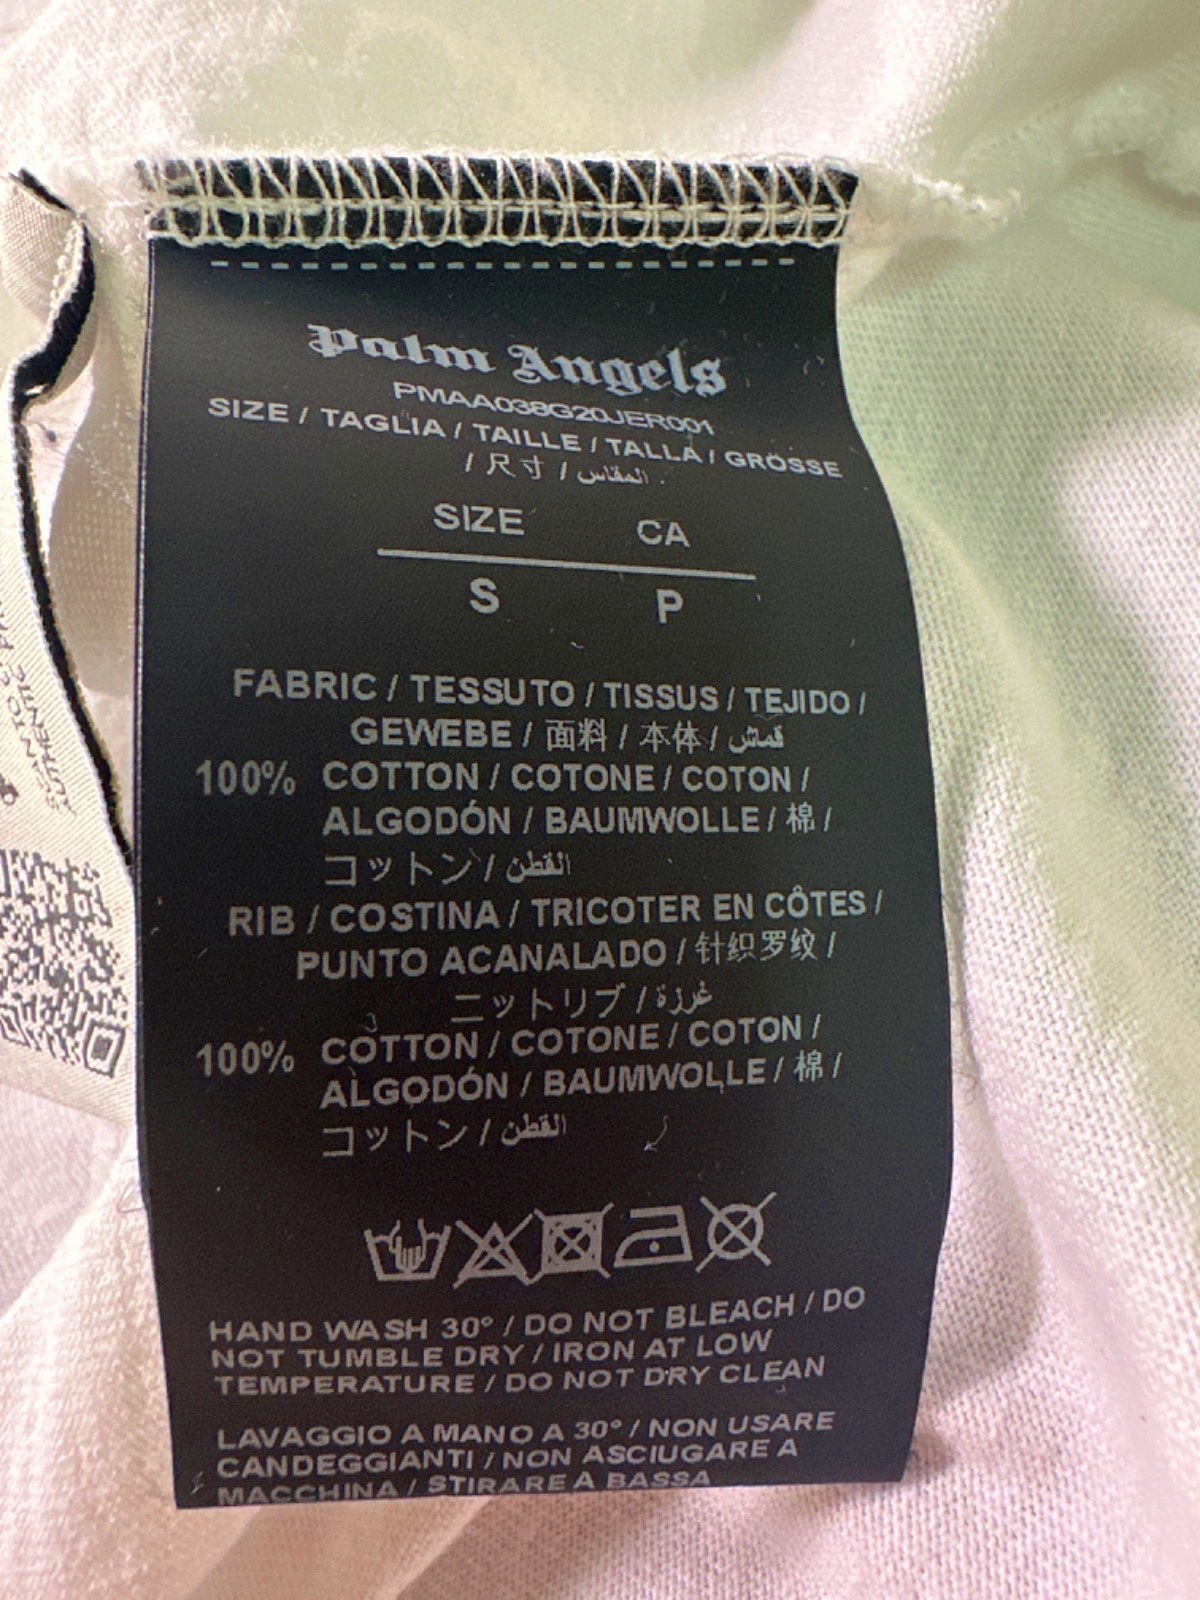 Palm Angels
PMAA038G20JER001
SIZE / TAGLIA / TAILLE / TALLA / GRÖSSE
/ 尺寸 / المقاس
SIZE CA
S P
FABRIC / TESSUTO / TISSUS / TEJIDO /
GEWEBE / 面料 / 本体 / قماش
100% COTTON / COTONE / COTON /
ALGODÓN / BAUMWOLLE / 棉 /
コットン / القطن
RIB / COSTINA / TRICOTER EN CÔTES /
PUNTO ACANALADO / 针织罗纹 /
ニットリブ / غرزة
100% COTTON / COTONE / COTON /
ALGODÓN / BAUMWOLLE / 棉 /
コットン / القطن
HAND WASH 30° / DO NOT BLEACH / DO
NOT TUMBLE DRY / IRON AT LOW
TEMPERATURE / DO NOT DRY CLEAN
LAVAGGIO A MANO A 30° / NON USARE
CANDEGGIANTI / NON ASCIUGARE A
MACCHINA / STIRARE A BASSA